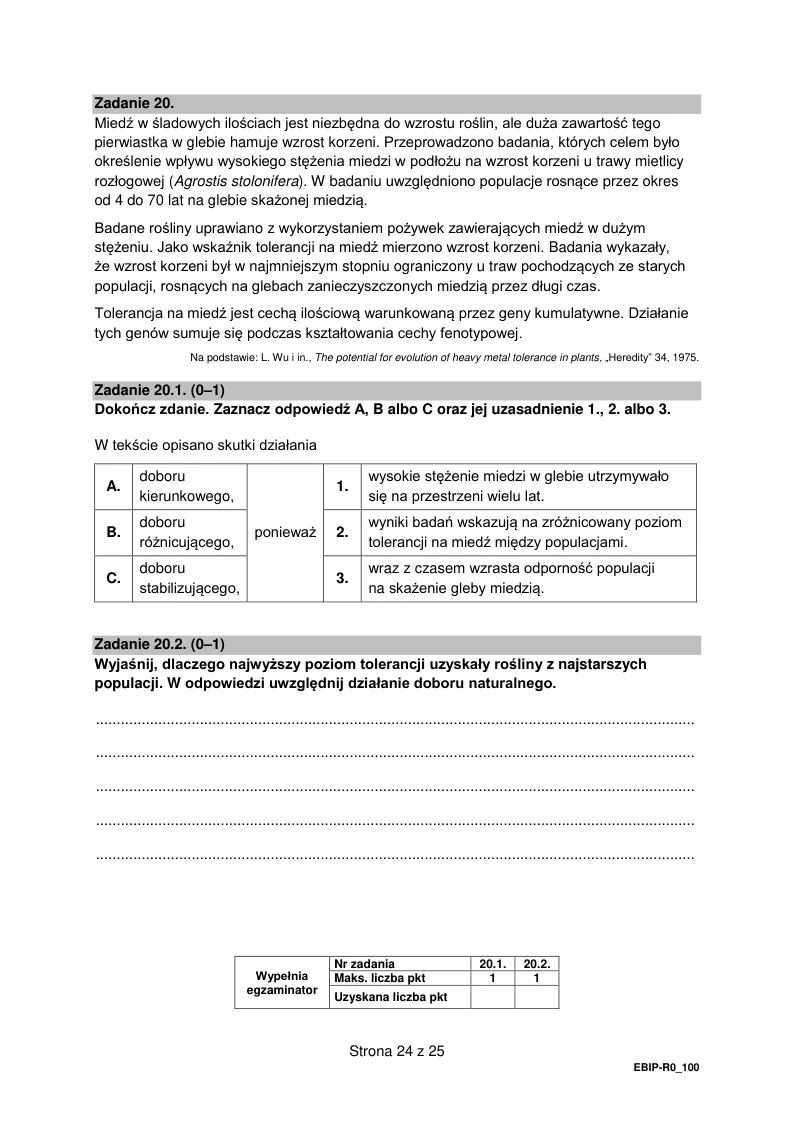 Zadanie 20.
Miedź w śladowych ilościach jest niezbędna do wzrostu roślin, ale duża zawartość tego
pierwiastka w glebie hamuje wzrost korzeni. Przeprowadzono badania, których celem było
określenie wpływu wysokiego stężenia miedzi w podłożu na wzrost korzeni u trawy mietlicy
rozłogowej (Agrostis stolonifera). W badaniu uwzględniono populacje rosnące przez okres
od 4 do 70 lat na glebie skażonej miedzią.
Badane rośliny uprawiano z wykorzystaniem pożywek zawierających miedź w dużym
stężeniu. Jako wskaźnik tolerancji na miedź mierzono wzrost korzeni. Badania wykazały,
że wzrost korzeni był w najmniejszym stopniu ograniczony u traw pochodzących ze starych
populacji, rosnących na glebach zanieczyszczonych miedzią przez długi czas.
Tolerancja na miedź jest cechą ilościową warunkowaną przez geny kumulatywne. Działanie
tych genów sumuje się podczas kształtowania cechy fenotypowej.
Na podstawie: L. Wu i in., The potential for evolution of heavy metal tolerance in plants, „Heredity” 34, 1975.
Zadanie 20.1. (0–1)
Dokończ zdanie. Zaznacz odpowiedź A, B albo C oraz jej uzasadnienie 1., 2. albo 3.
W tekście opisano skutki działania
A. doboru
kierunkowego,
B. doboru
różnicującego,
C. doboru
stabilizującego,
ponieważ
1. wysokie stężenie miedzi w glebie utrzymywało
się na przestrzeni wielu lat.
2. wyniki badań wskazują na zróżnicowany poziom
tolerancji na miedź między populacjami.
3. wraz z czasem wzrasta odporność populacji
na skażenie gleby miedzią.
Zadanie 20.2. (0–1)
Wyjaśnij, dlaczego najwyższy poziom tolerancji uzyskały rośliny z najstarszych
populacji. W odpowiedzi uwzględnij działanie doboru naturalnego.
Wypełnia
egzaminator
Nr zadania 20.1. 20.2.
Maks. liczba pkt 1 1
Uzyskana liczba pkt
Strona 24 z 25
EBIP-R0_100